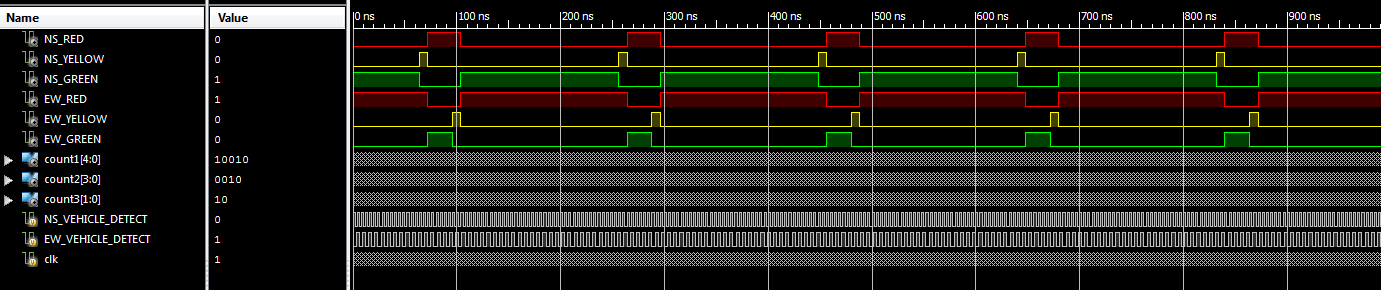 Name Value 0 ns 100 ns 200 ns 300 ns 400 ns 500 ns 600 ns 700 ns 800 ns 900 ns
NS_RED 0
NS_YELLOW 0
NS_GREEN 1
EW_RED 1
EW_YELLOW 0
EW_GREEN 0
count1[4:0] 10010
count2[3:0] 0010
count3[1:0] 10
NS_VEHICLE_DETECT 0
EW_VEHICLE_DETECT 1
clk 1